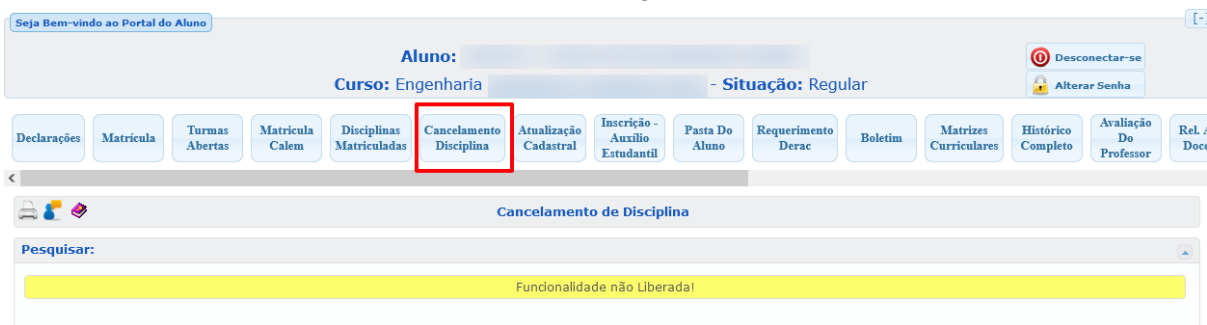 Seja Bem-vindo ao Portal do Aluno
[-]
Aluno:
Desconectar-se
Curso: Engenharia - Situação: Regular
Alterar Senha
Declarações
Matrícula
Turmas
Abertas
Matricula
Calem
Disciplinas
Matriculadas
Cancelamento
Disciplina
Atualização
Cadastral
Inscrição -
Auxílio
Estudantil
Pasta Do
Aluno
Requerimento
Derac
Boletim
Matrizes
Curriculares
Histórico
Completo
Avaliação
Do
Professor
Rel.
Cancelamento de Disciplina
Pesquisar:
Funcionalidade não Liberada!